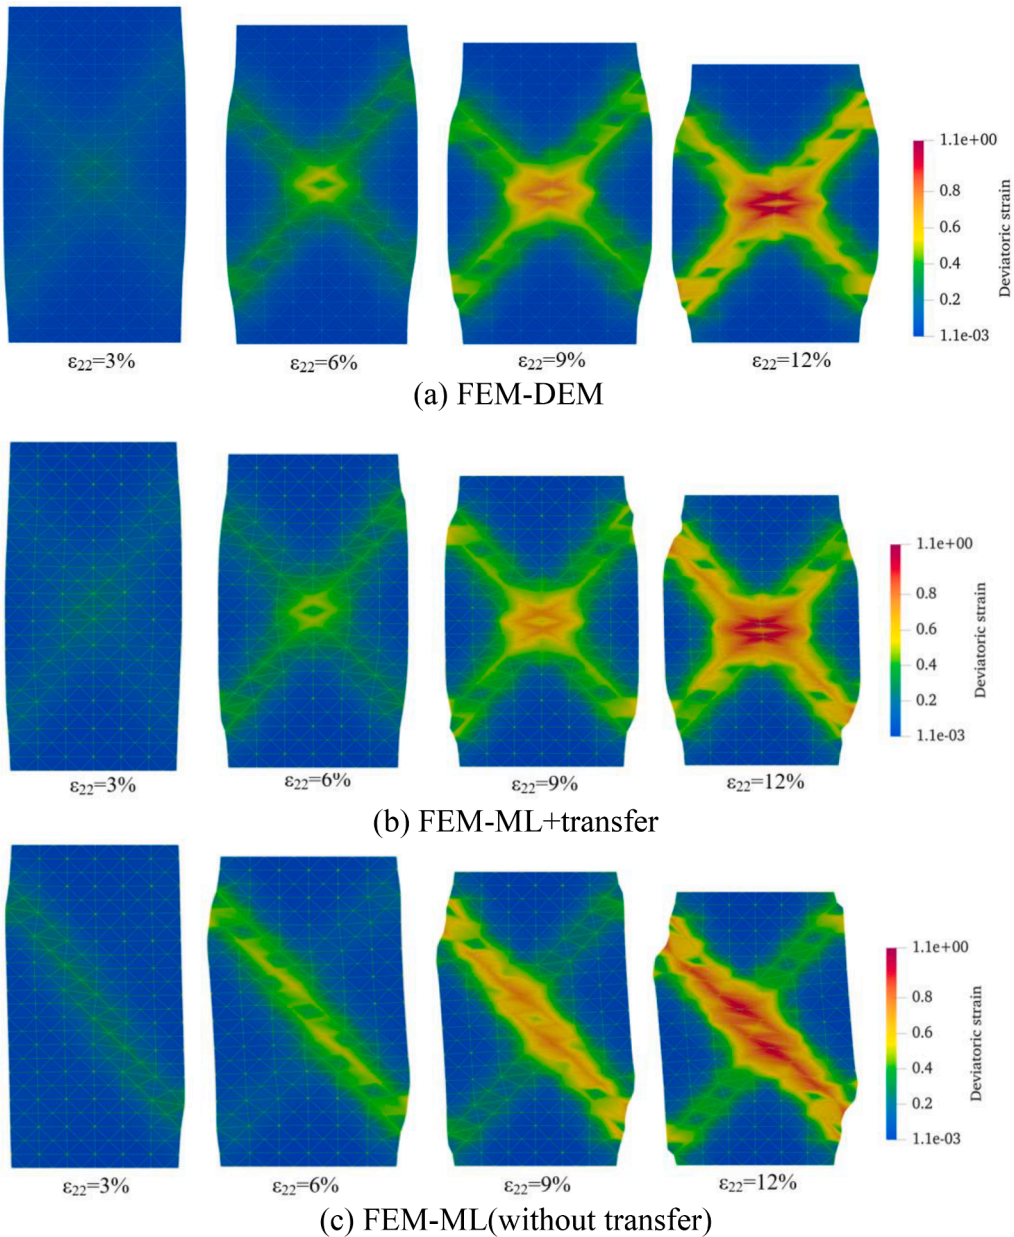 1.1e+00
0.8
0.6
0.4
0.2
1.1e-03
Deviatoric strain
ε22=3%
ε22=6%
ε22=9%
ε22=12%
(a) FEM-DEM
1.1e+00
0.8
0.6
0.4
0.2
1.1e-03
Deviatoric strain
ε22=3%
ε22=6%
ε22=9%
ε22=12%
(b) FEM-ML+transfer
1.1e+00
0.8
0.6
0.4
0.2
1.1e-03
Deviatoric strain
ε22=3%
ε22=6%
ε22=9%
ε22=12%
(c) FEM-ML(without transfer)